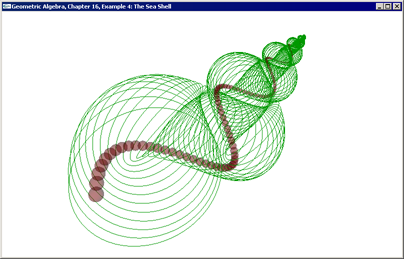 Geometric Algebra, Chapter 16, Example 4: The Sea Shell